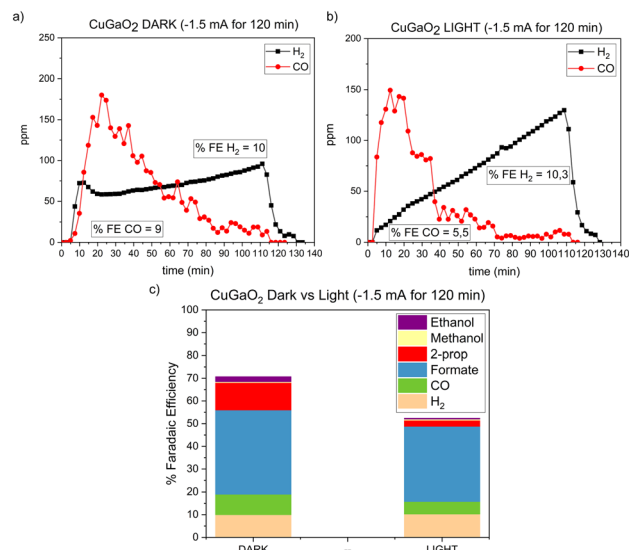 a)
CuGaO₂ DARK (-1.5 mA for 120 min)
250
200
150
100
50
0
ppm
H₂
CO
% FE H₂ = 10
% FE CO = 9
0 10 20 30 40 50 60 70 80 90 100 110 120 130 140
time (min)
b)
CuGaO₂ LIGHT (-1.5 mA for 120 min)
200
150
100
50
0
ppm
H₂
CO
% FE H₂ = 10,3
% FE CO = 5,5
0 10 20 30 40 50 60 70 80 90 100 110 120 130 140
time (min)
c)
CuGaO₂ Dark vs Light (-1.5 mA for 120 min)
100
90
80
70
60
50
40
30
20
10
0
% Faradaic Efficiency
Ethanol
Methanol
2-prop
Formate
CO
H₂
DARK
--
LIGHT